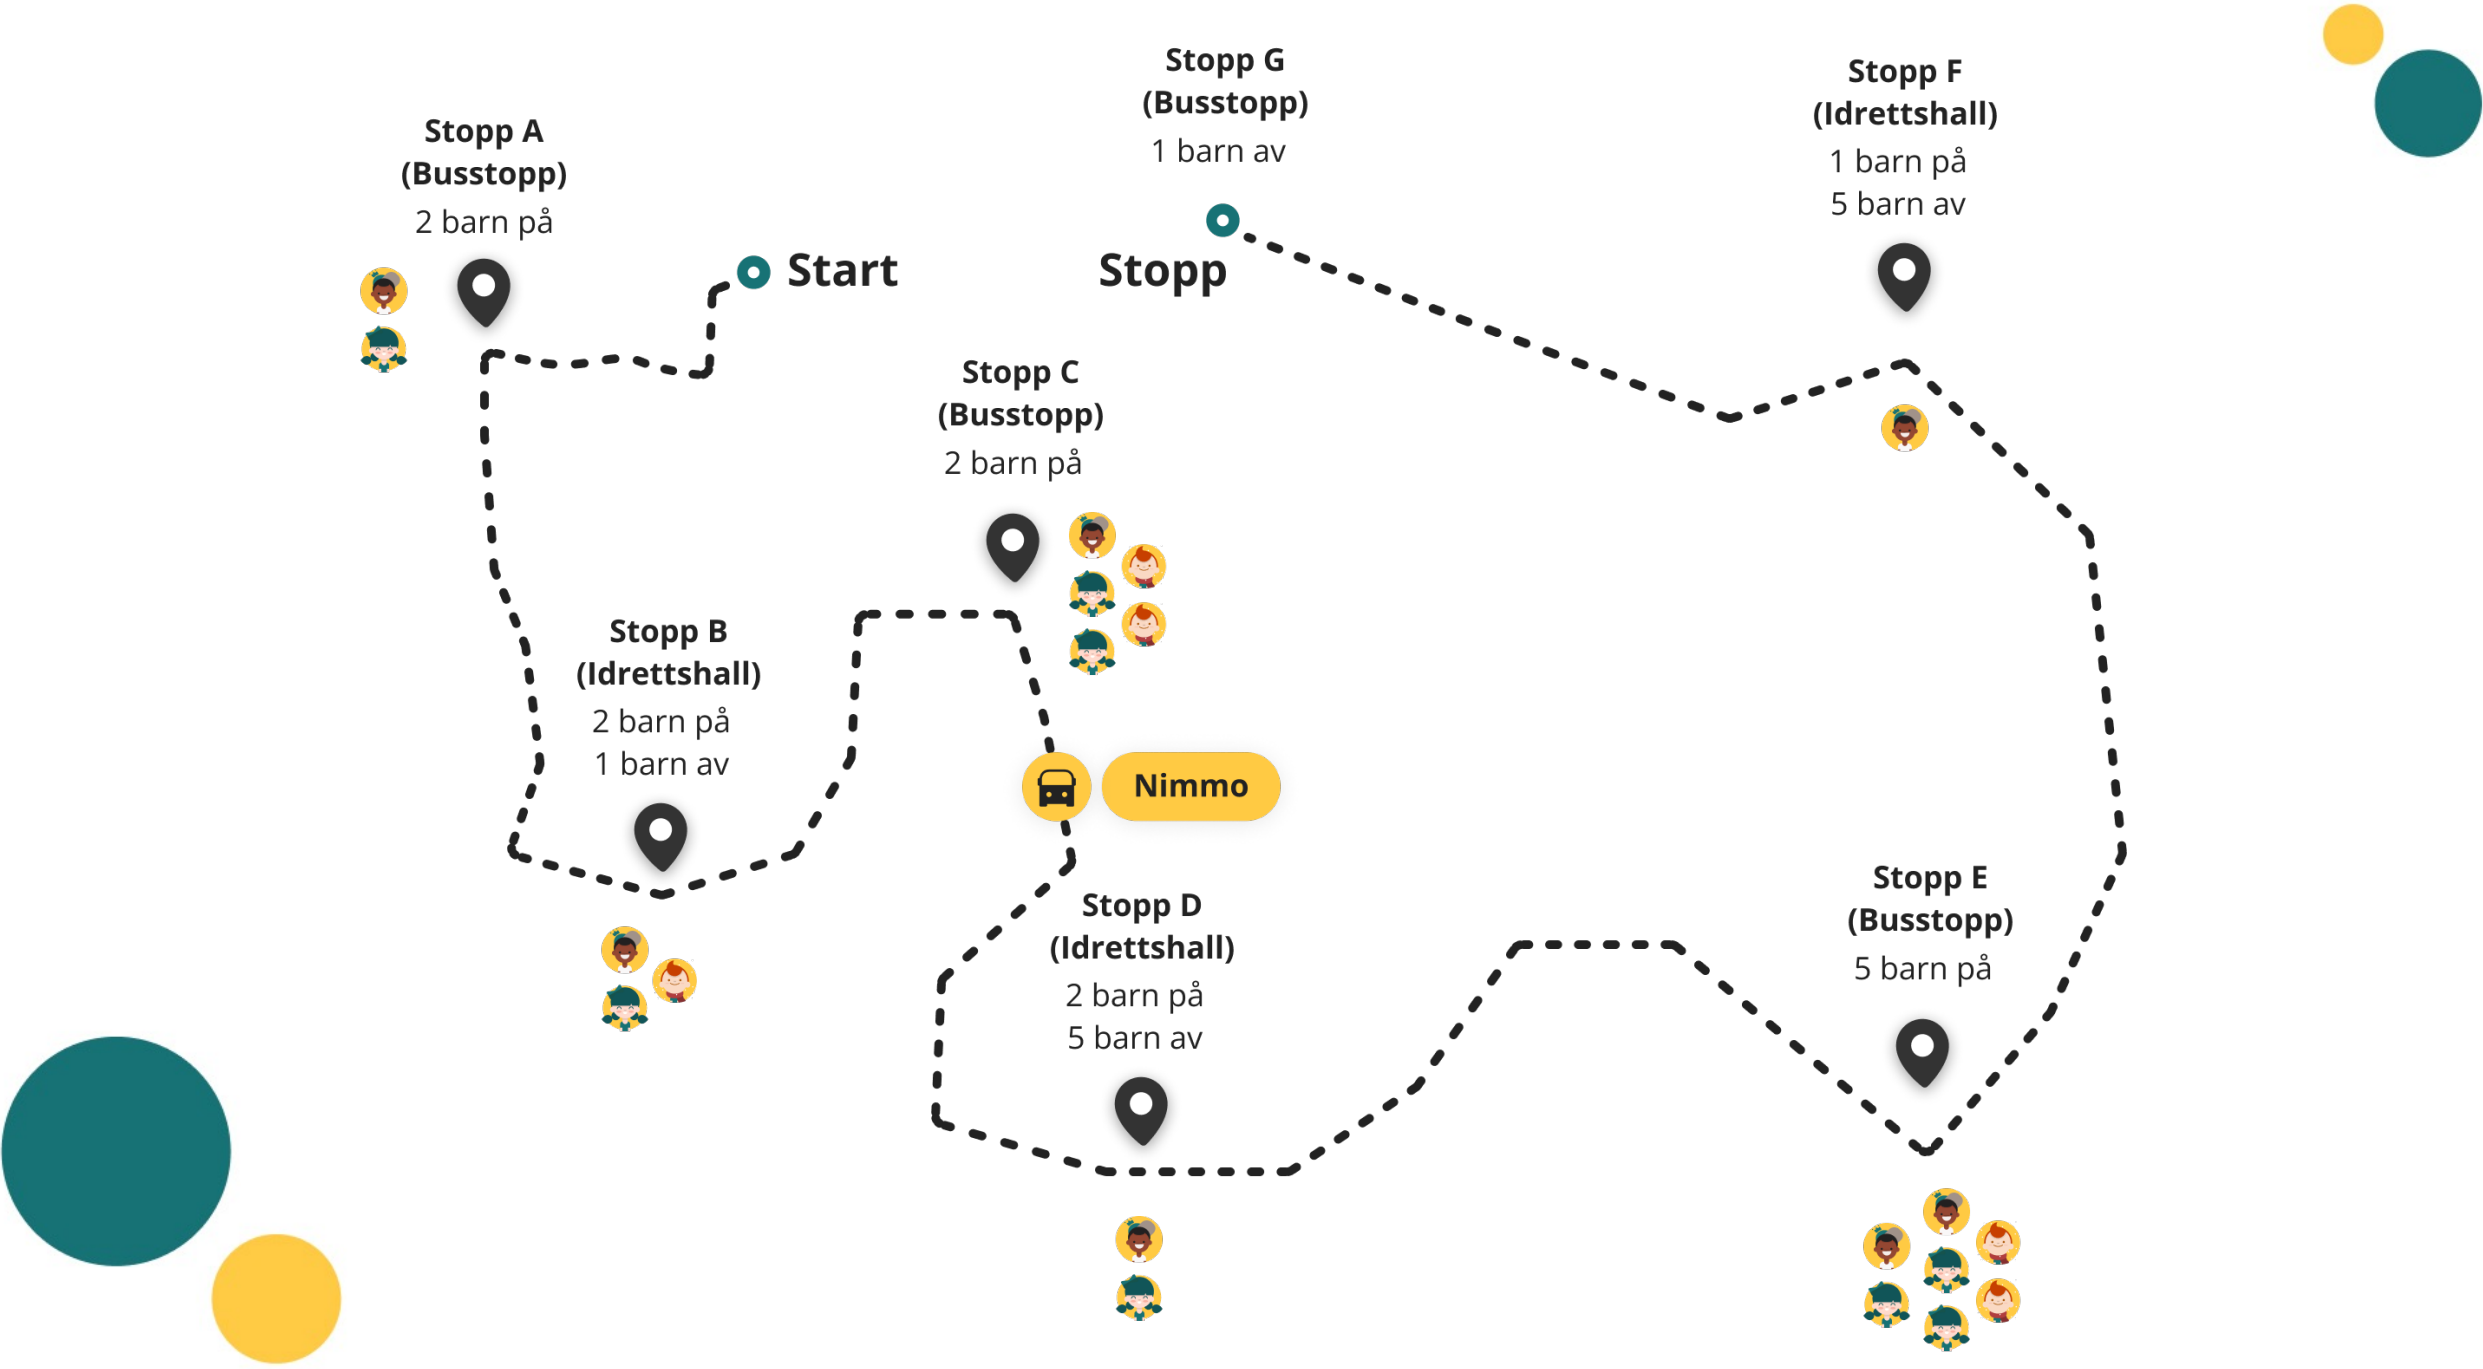 Stopp A
(Busstopp)
2 barn på
Start
Stopp B
(Idrettshall)
2 barn på
1 barn av
Stopp C
(Busstopp)
2 barn på
Nimmo
Stopp D
(Idrettshall)
2 barn på
5 barn av
Stopp E
(Busstopp)
5 barn på
Stopp F
(Idrettshall)
1 barn på
5 barn av
Stopp G
(Busstopp)
1 barn av
Stopp